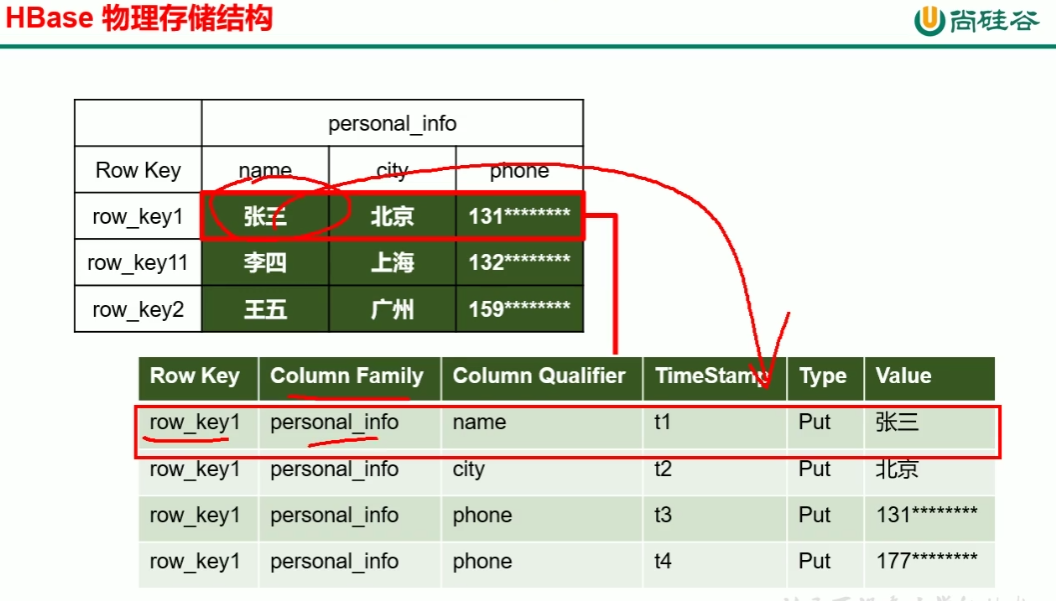 HBase 物理存储结构
尚硅谷
personal_info
Row Key name city phone
row_key1 张三 北京 131********
row_key11 李四 上海 132********
row_key2 王五 广州 159********
Row Key Column Family Column Qualifier TimeStamp Type Value
row_key1 personal_info name t1 Put 张三
row_key1 personal_info city t2 Put 北京
row_key1 personal_info phone t3 Put 131********
row_key1 personal_info phone t4 Put 177********